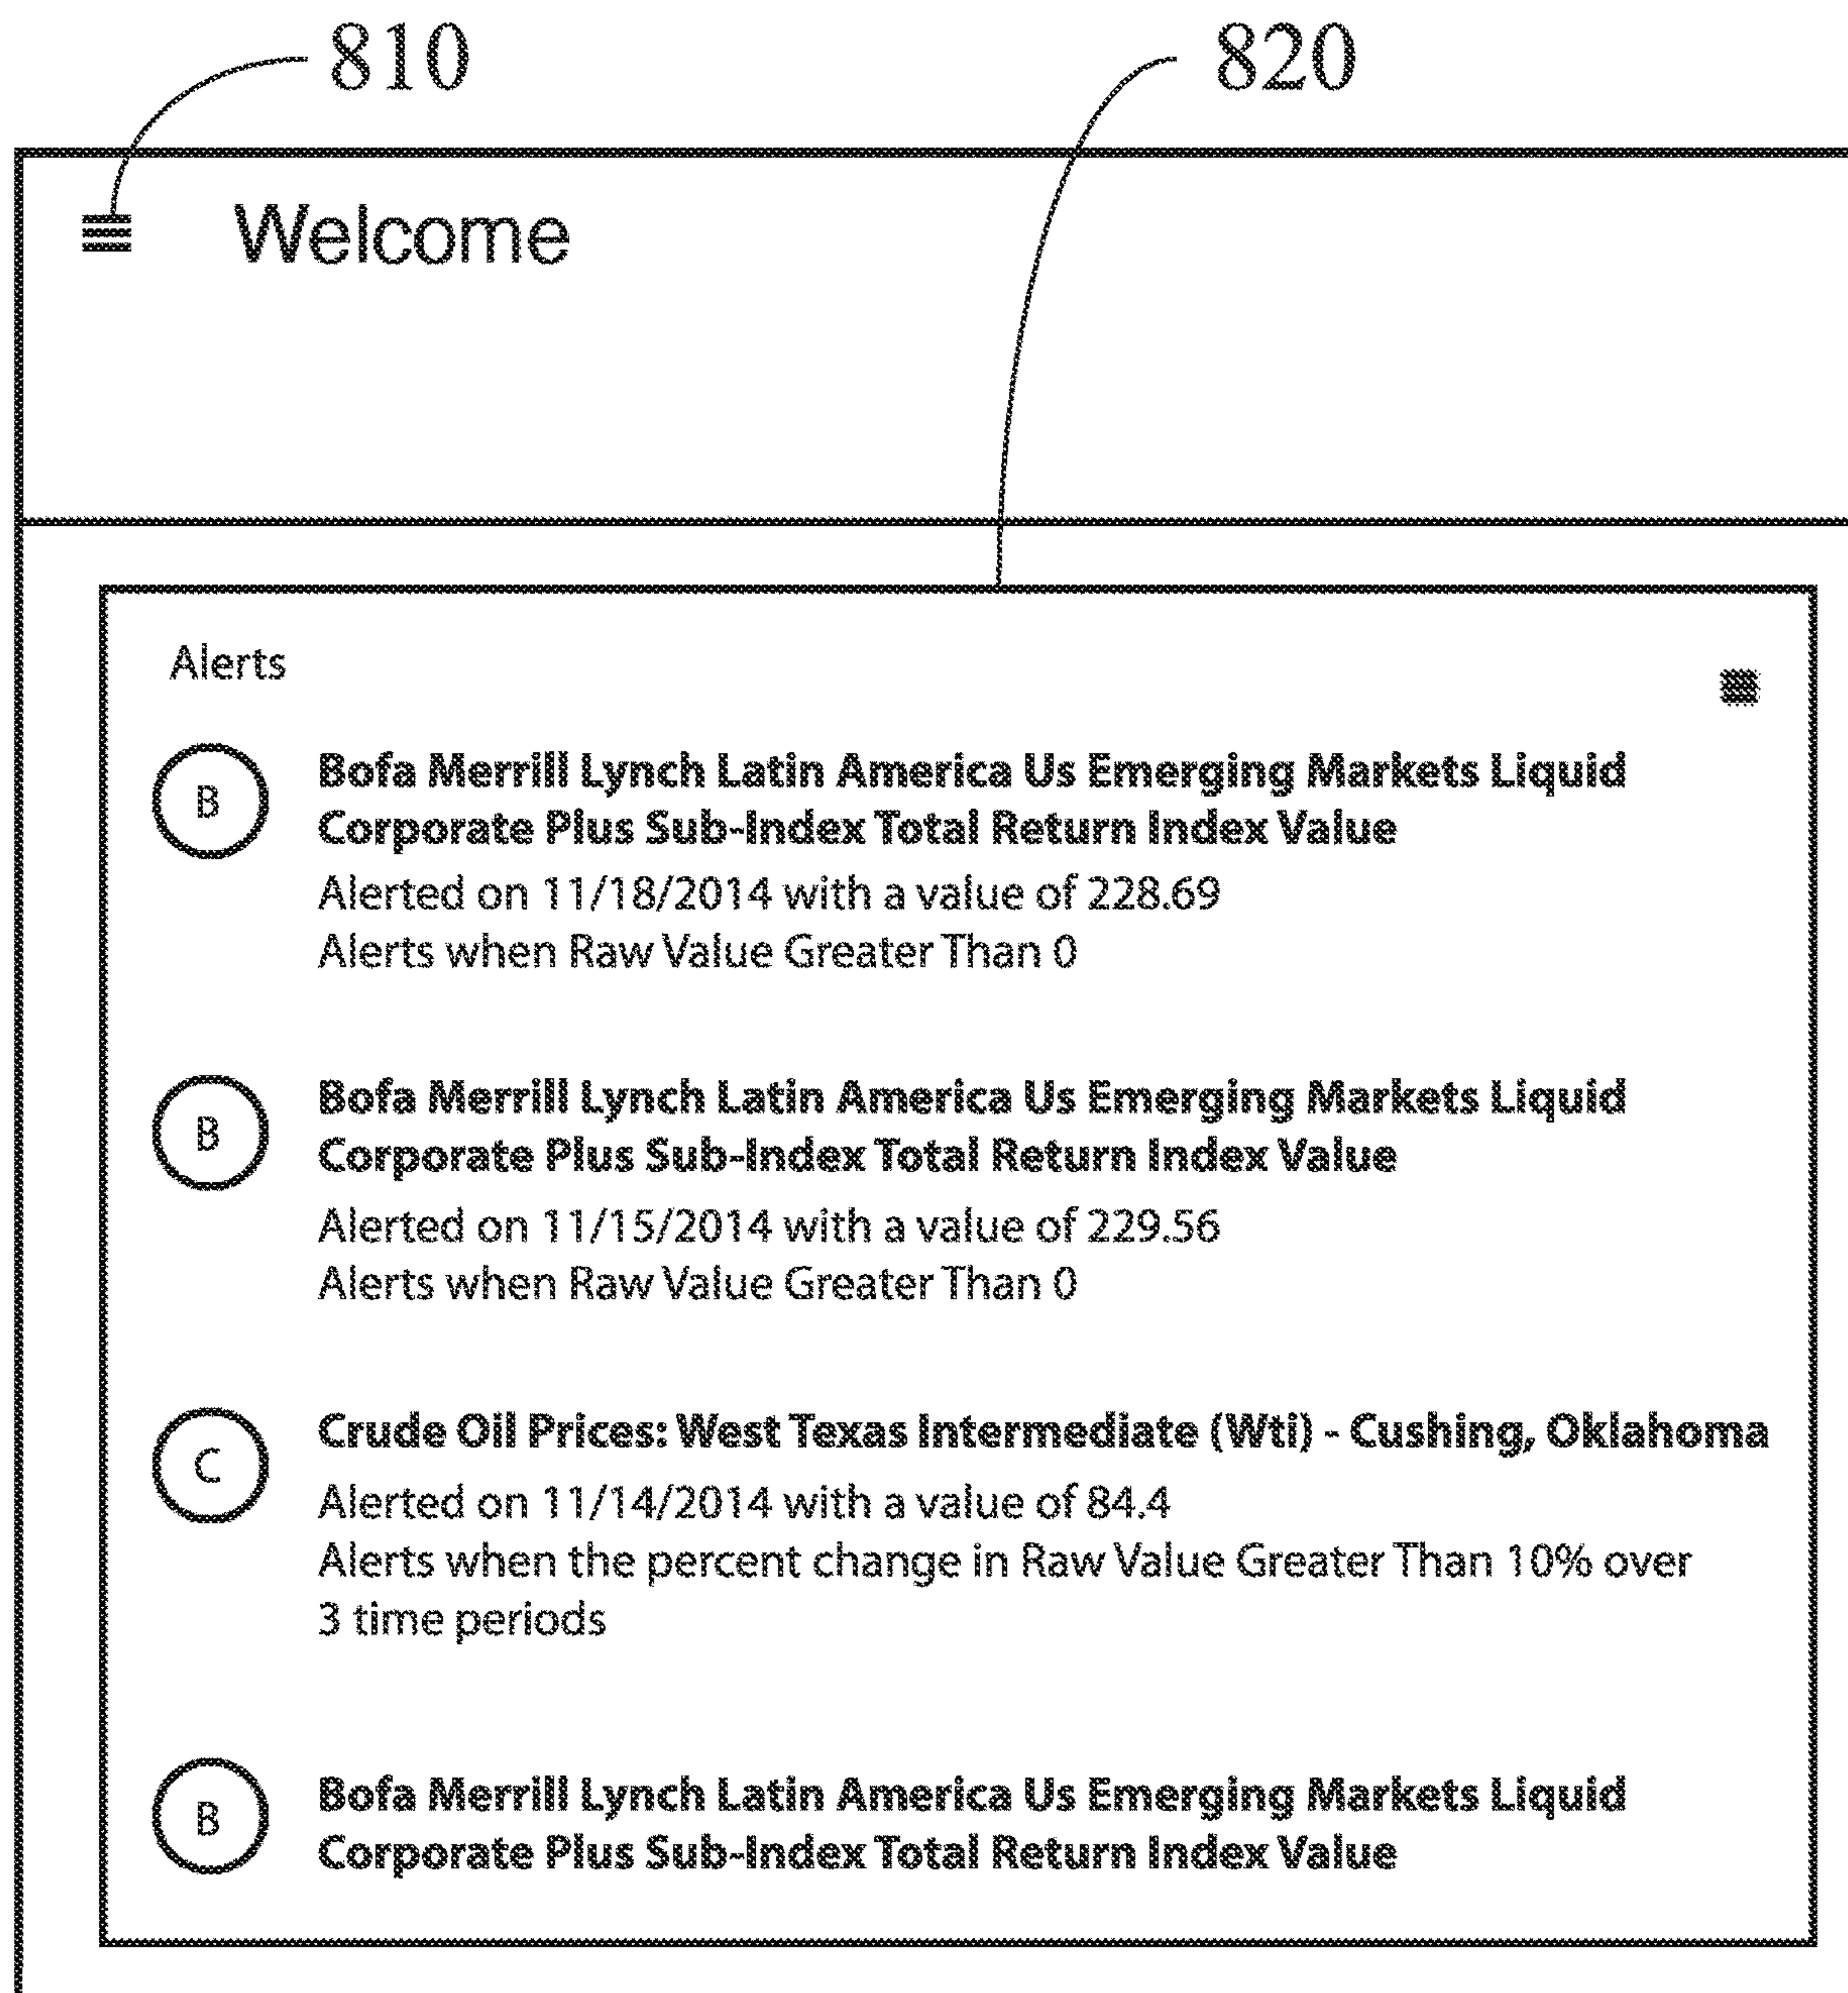 810
820
Welcome
Alerts
B
Bofa Merrill Lynch Latin America Us Emerging Markets Liquid
Corporate Plus Sub-Index Total Return Index Value
Alerted on 11/18/2014 with a value of 228.69
Alerts when Raw Value Greater Than 0
B
Bofa Merrill Lynch Latin America Us Emerging Markets Liquid
Corporate Plus Sub-Index Total Return Index Value
Alerted on 11/15/2014 with a value of 229.56
Alerts when Raw Value Greater Than 0
C
Crude Oil Prices: West Texas Intermediate (Wti) - Cushing, Oklahoma
Alerted on 11/14/2014 with a value of 84.4
Alerts when the percent change in Raw Value Greater Than 10% over
3 time periods
B
Bofa Merrill Lynch Latin America Us Emerging Markets Liquid
Corporate Plus Sub-Index Total Return Index Value